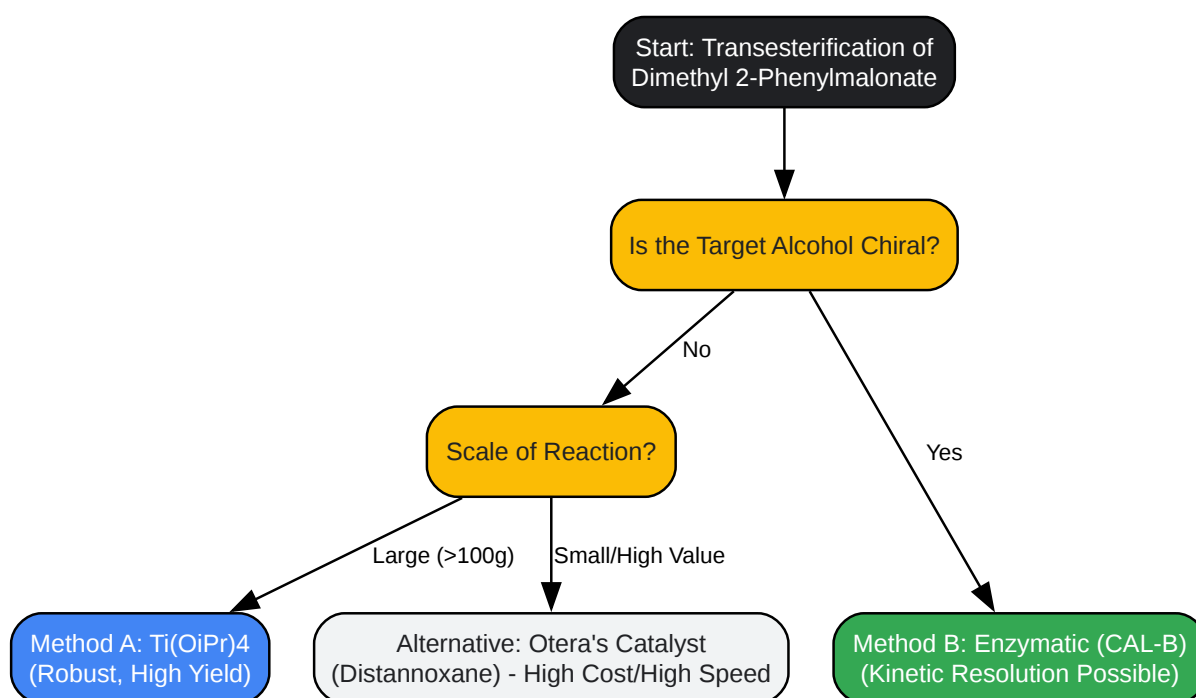 Start: Transesterification of
Dimethyl 2-Phenylmalonate
Is the Target Alcohol Chiral?
No
Yes
Scale of Reaction?
Large (>100g)
Small/High Value
Method A: Ti(OiPr)4
(Robust, High Yield)
Alternative: Otera's Catalyst
(Distannoxane) - High Cost/High Speed
Method B: Enzymatic (CAL-B)
(Kinetic Resolution Possible)